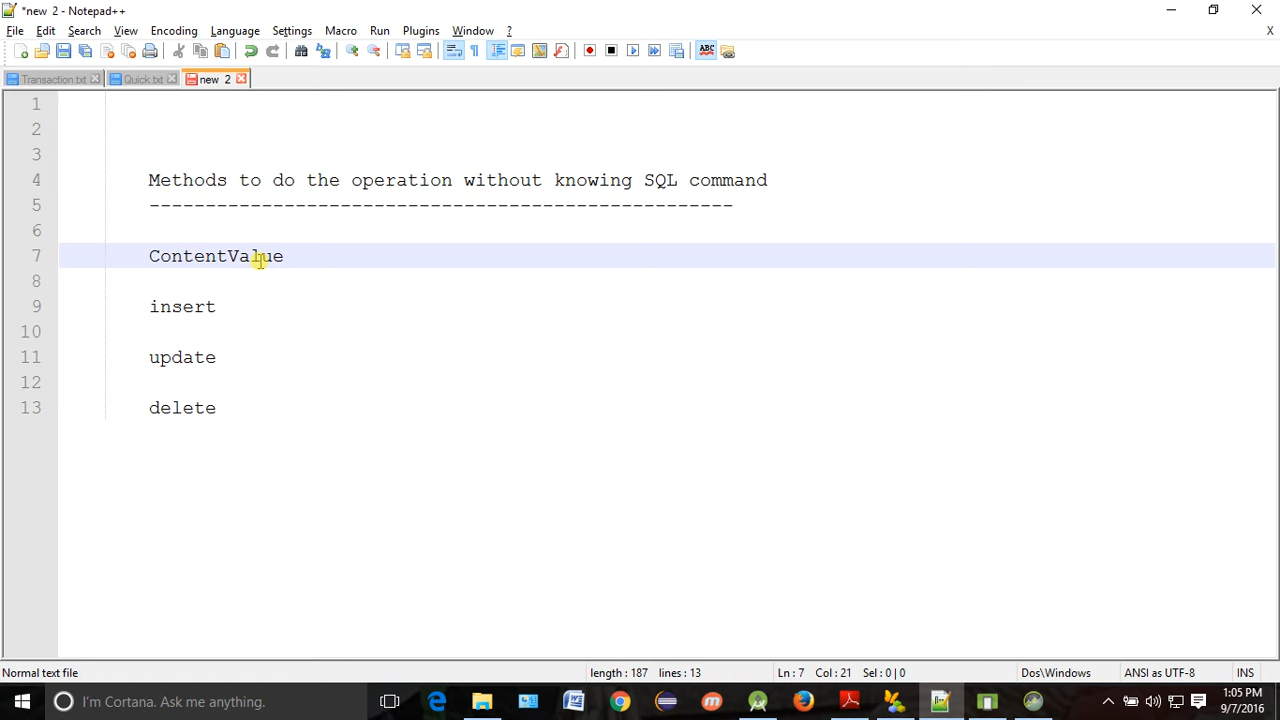 *new 2 - Notepad++
File Edit Search View Encoding Language Settings Macro Run Plugins Window ? X
ABC
Transaction.txt Quick.txt new 2
1
2
3
4 Methods to do the operation without knowing SQL command
5 ----------------------------------------------------
6
7 ContentValue
8
9 insert
10
11 update
12
13 delete
Normal text file length : 187 lines : 13 Ln : 7 Col : 21 Sel : 0 | 0 Dos\Windows ANSI as UTF-8 INS
I'm Cortana. Ask me anything. 1:05 PM
9/7/2016